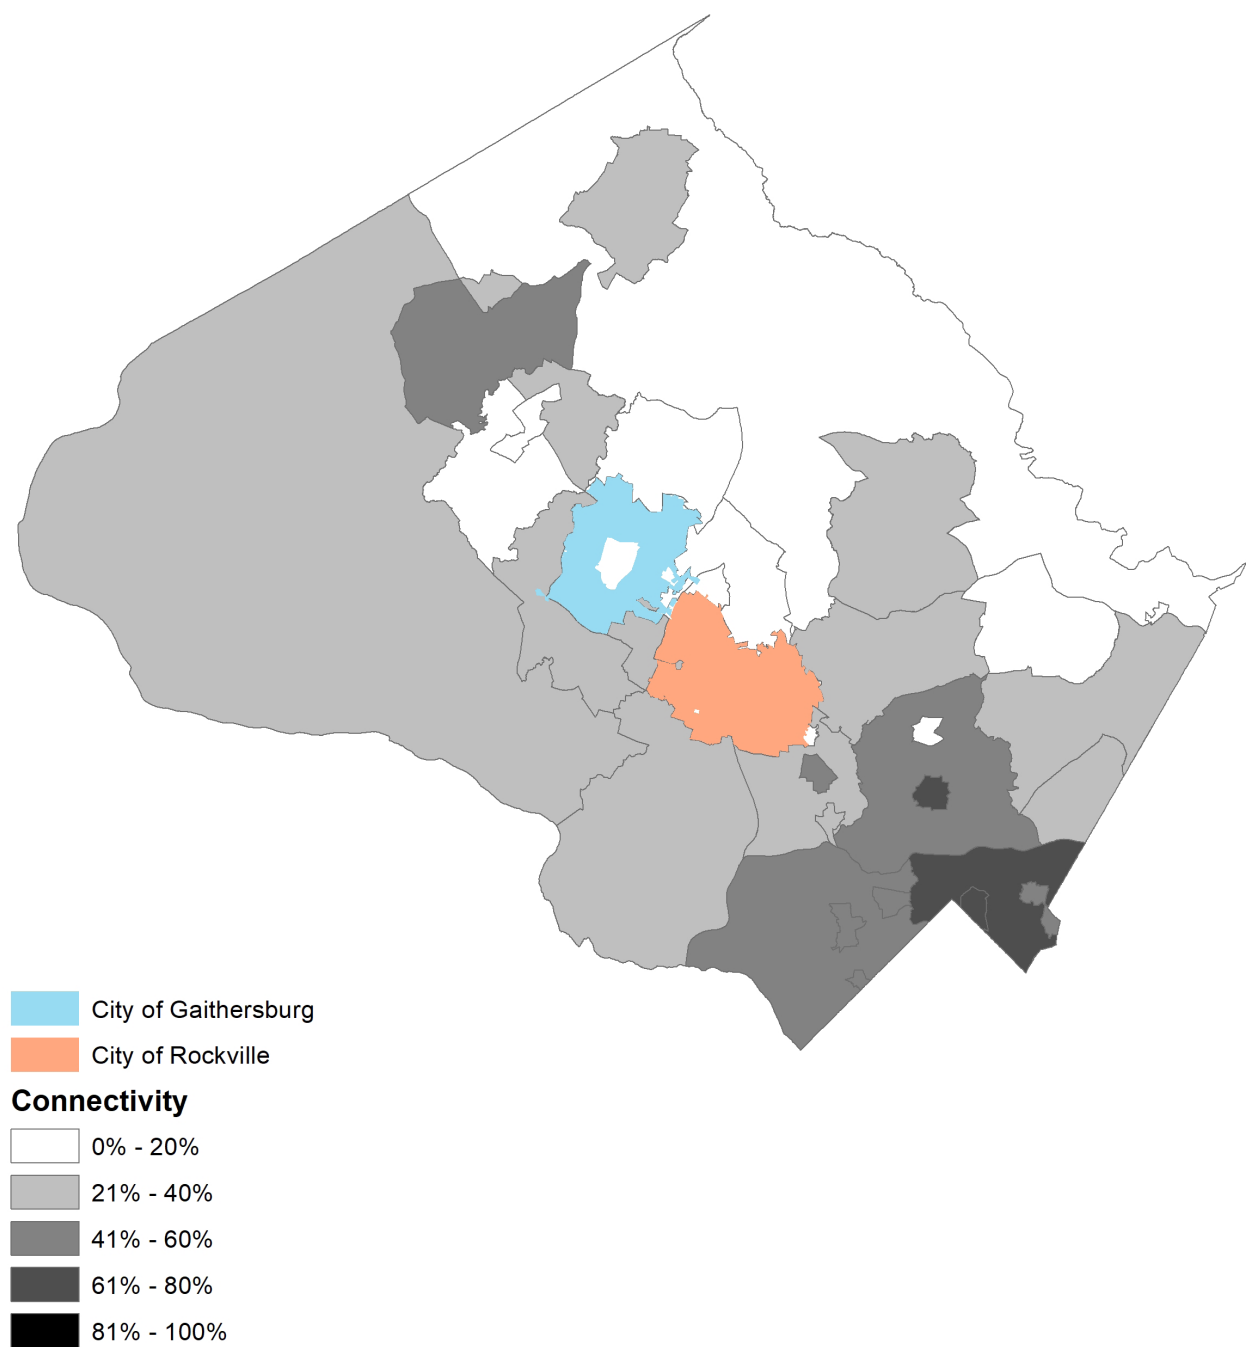 City of Gaithersburg
City of Rockville
Connectivity
0% - 20%
21% - 40%
41% - 60%
61% - 80%
81% - 100%